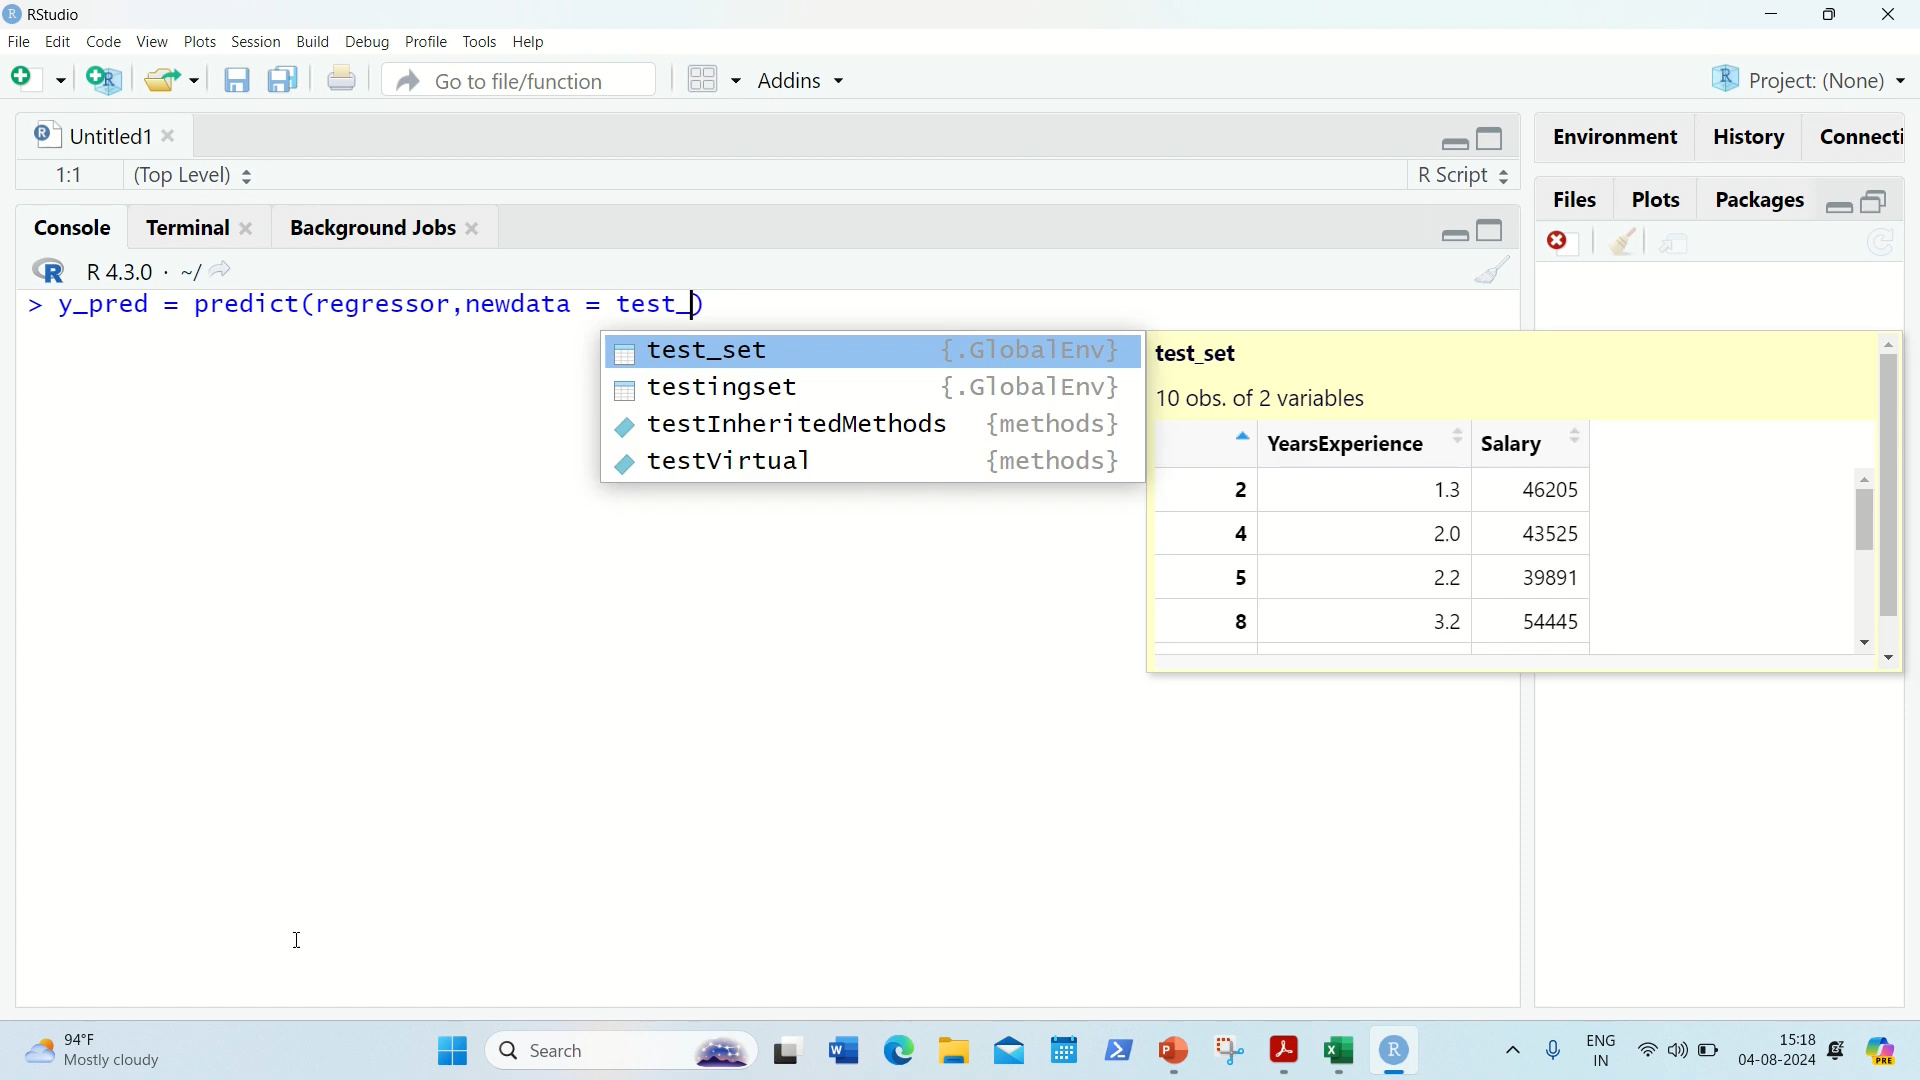 RStudio
File Edit Code View Plots Session Build Debug Profile Tools Help
Go to file/function Addins Project: (None)
Untitled1 Environment History Connecti
1:1 (Top Level) R Script
Files Plots Packages
Console Terminal Background Jobs
R 4.3.0 · ~/
> y_pred = predict(regressor,newdata = test_)
test_set {.GlobalEnv}
testingset {.GlobalEnv}
testInheritedMethods {methods}
testVirtual {methods}
test_set
10 obs. of 2 variables
YearsExperience Salary
2 1.3 46205
4 2.0 43525
5 2.2 39891
8 3.2 54445
94°F
Mostly cloudy
Search
ENG
IN
15:18
04-08-2024
PRE